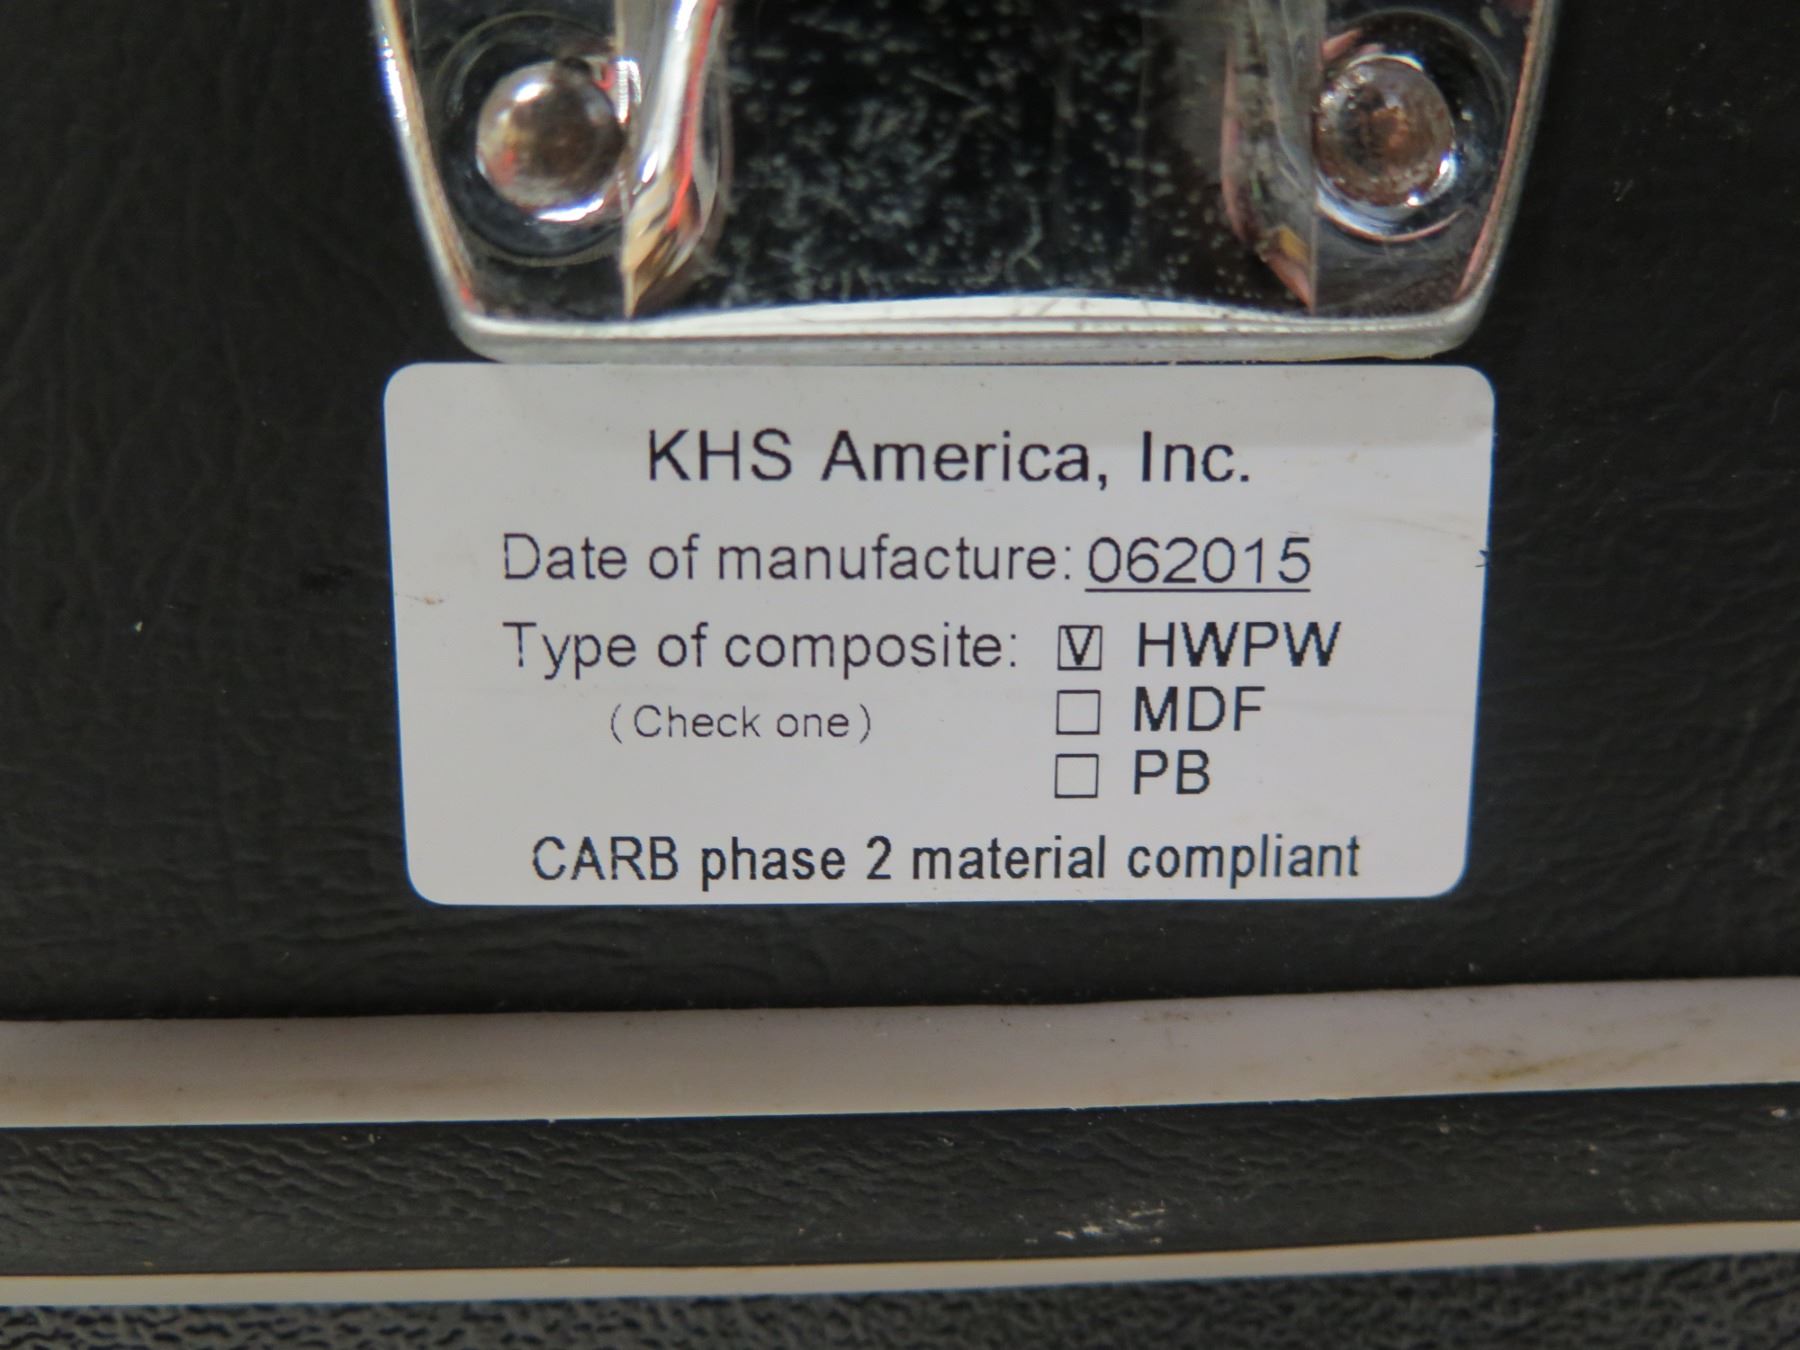 KHS America, Inc.
Date of manufacture: 062015
Type of composite: ☑ HWPW
(Check one) ☐ MDF
☐ PB
CARB phase 2 material compliant